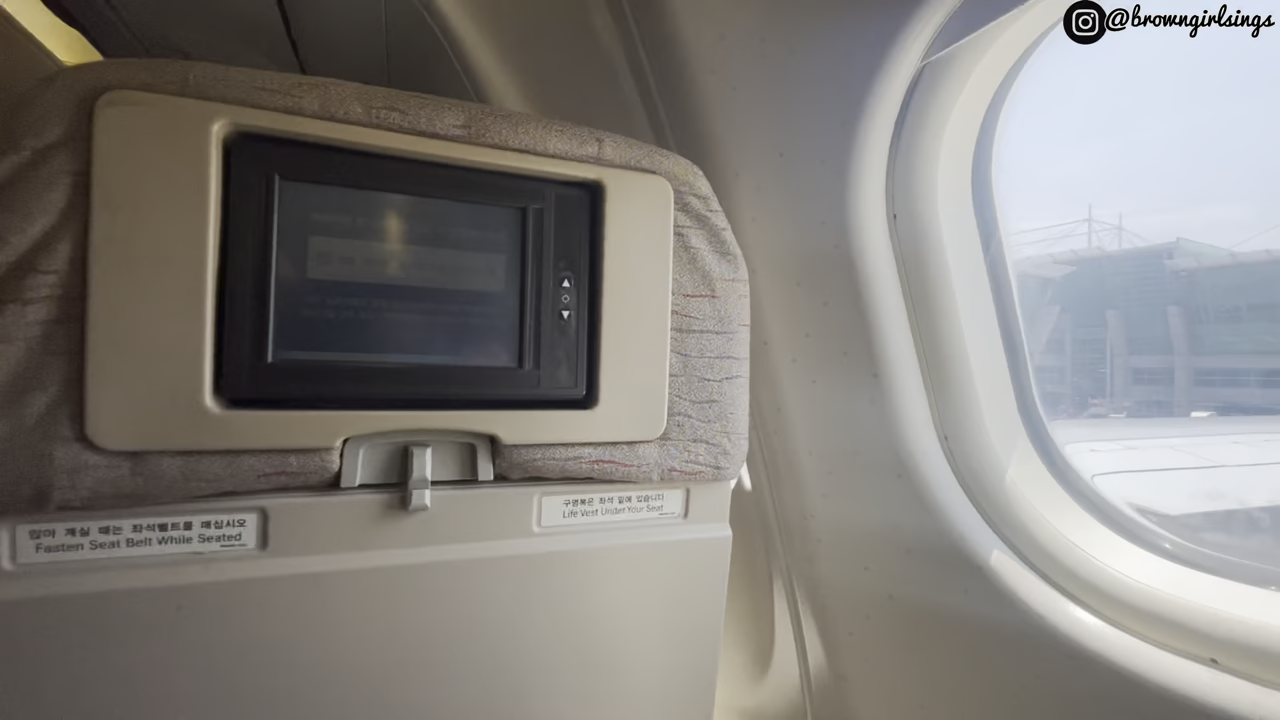 @browngirlsings
앉아 계실 때는 좌석벨트를 매십시오
Fasten Seat Belt While Seated
구명복은 좌석 밑에 있습니다
Life Vest Under Your Seat